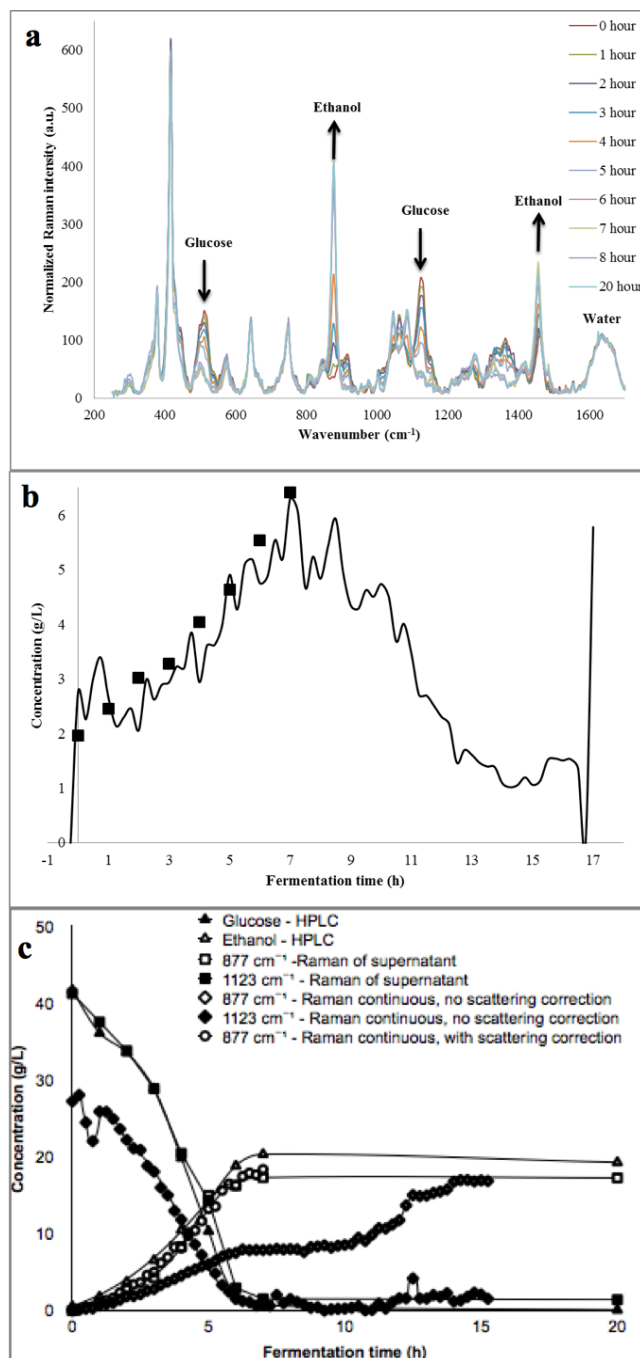 a
Normalized Raman intensity (a.u.)
600
500
400
300
200
100
0
Glucose
Ethanol
Glucose
Ethanol
Water
0 hour
1 hour
2 hour
3 hour
4 hour
5 hour
6 hour
7 hour
8 hour
20 hour
200
400
600
800
1000
1200
1400
1600
Wavenumber (cm⁻¹)
b
Concentration (g/L)
6
5
4
3
2
1
0
-1
1
3
5
7
9
11
13
15
17
Fermentation time (h)
c
Concentration (g/L)
50
40
30
20
10
0
Glucose - HPLC
Ethanol - HPLC
877 cm⁻¹ -Raman of supernatant
1123 cm⁻¹ - Raman of supernatant
877 cm⁻¹ - Raman continuous, no scattering correction
1123 cm⁻¹ - Raman continuous, no scattering correction
877 cm⁻¹ - Raman continuous, with scattering correction
0
5
10
15
20
Fermentation time (h)